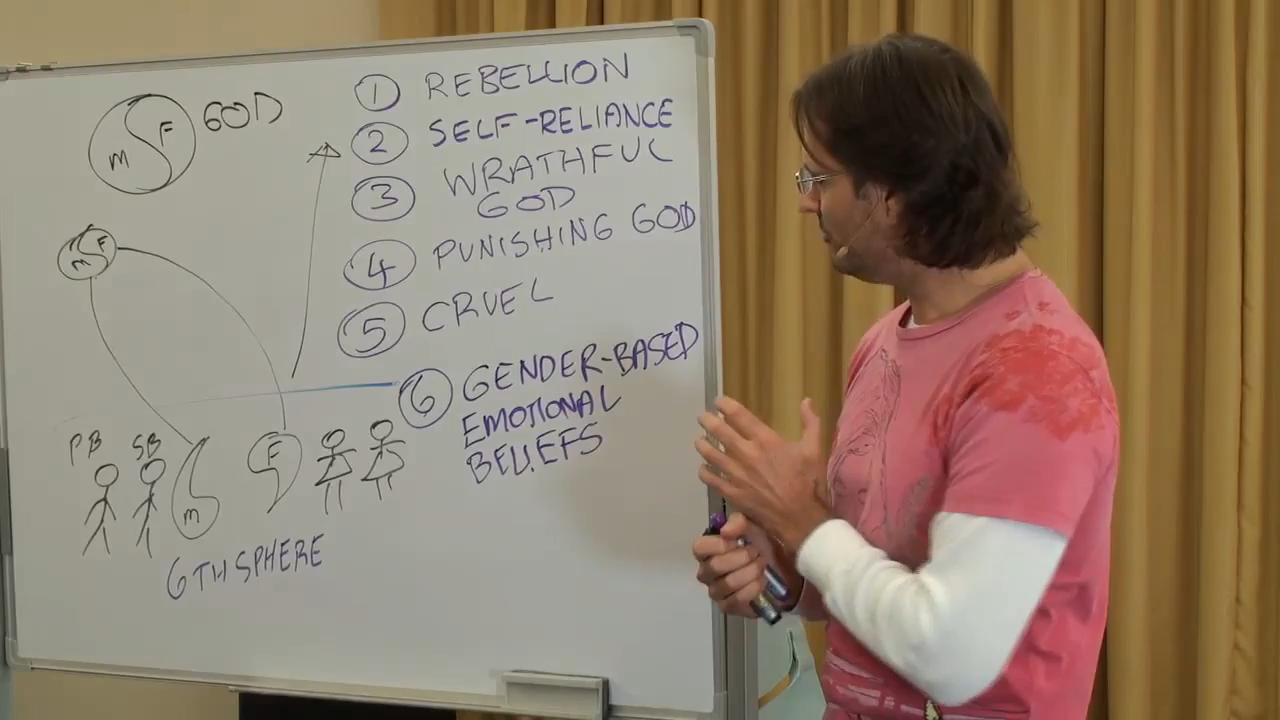 M F GOD
M F
① REBELLION
② SELF-RELIANCE
③ WRATHFUL
GOD
④ PUNISHING GOD
⑤ CRUEL
⑥ GENDER-BASED
EMOTIONAL
BELIEFS
PB SB
M F
6TH SPHERE